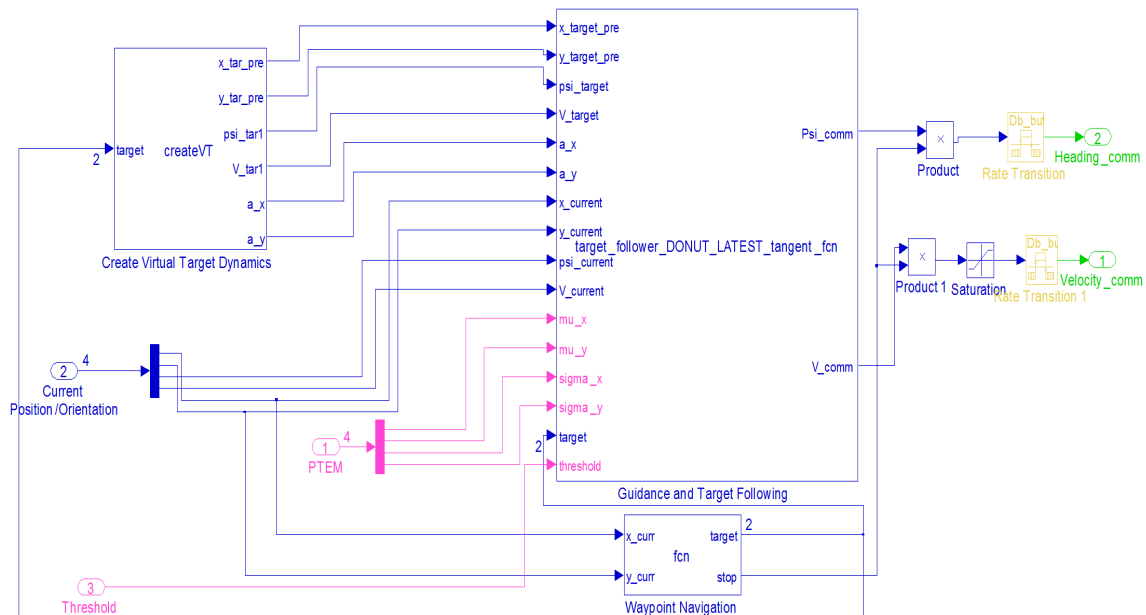 x_tar_pre
y_tar_pre
psi_tar1
V_tar1
a_x
a_y
target
2
createVT
Create Virtual Target Dynamics
x_target_pre
y_target_pre
psi_target
V_target
a_x
a_y
x_current
y_current
psi_current
V_current
mu_x
mu_y
sigma_x
sigma_y
target
2
threshold
target_follower_DONUT_LATEST_tangent_fcn
Psi_comm
V_comm
Guidance and Target Following
x
Product
Db_buf
Rate Transition
2
Heading_comm
x
Product 1
Saturation
Db_bu
Rate Transition 1
1
Velocity_comm
2
4
Current
Position/Orientation
1
4
PTEM
3
Threshold
x_curr
y_curr
fcn
target
stop
2
Waypoint Navigation